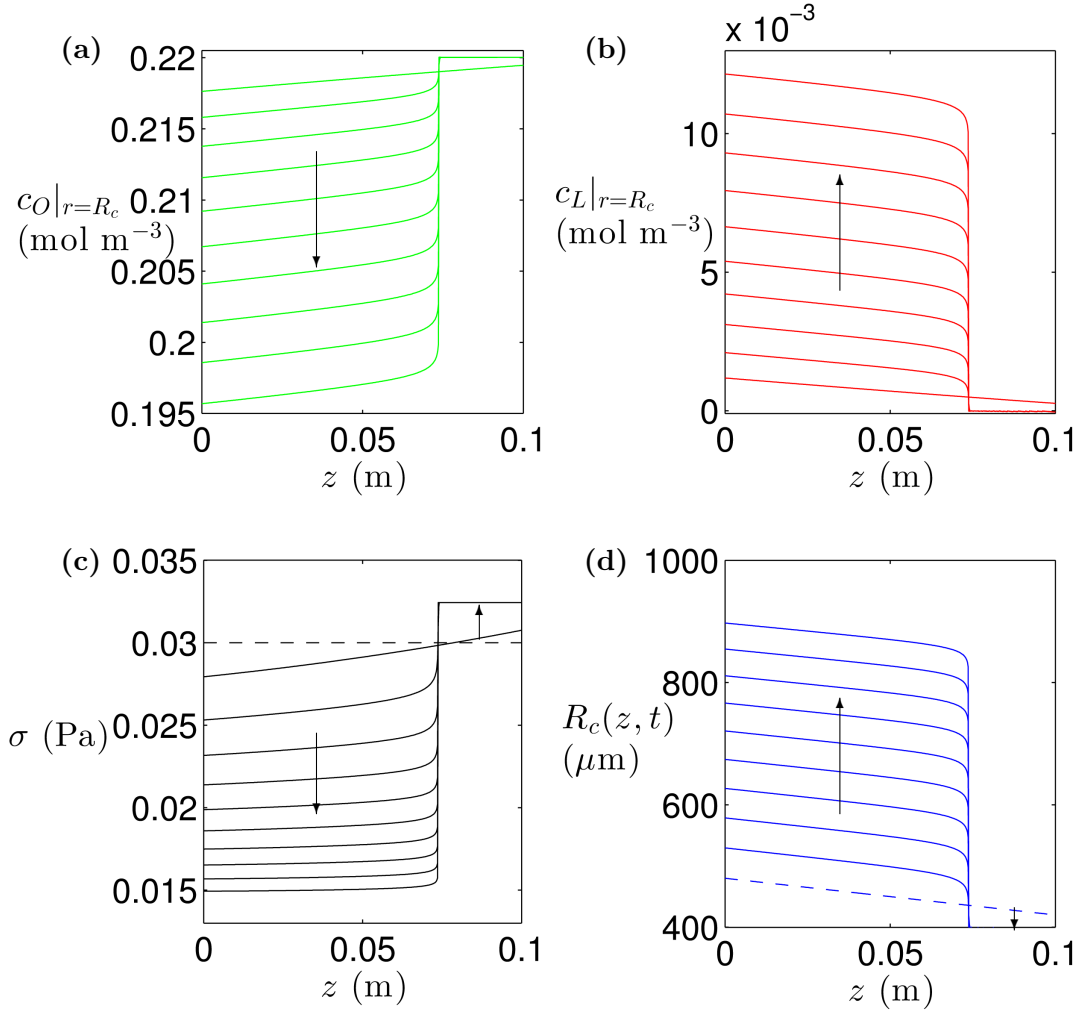 (a)
0.22
0.215
0.21
0.205
0.2
0.195
c_O|_{r=R_c}
(mol m^{−3})
0
0.05
0.1
z (m)
(b)
x 10^{−3}
10
5
0
c_L|_{r=R_c}
(mol m^{−3})
0
0.05
0.1
z (m)
(c)
0.035
0.03
0.025
0.02
0.015
σ (Pa)
0
0.05
0.1
z (m)
(d)
1000
800
600
400
R_c(z, t)
(μm)
0
0.05
0.1
z (m)